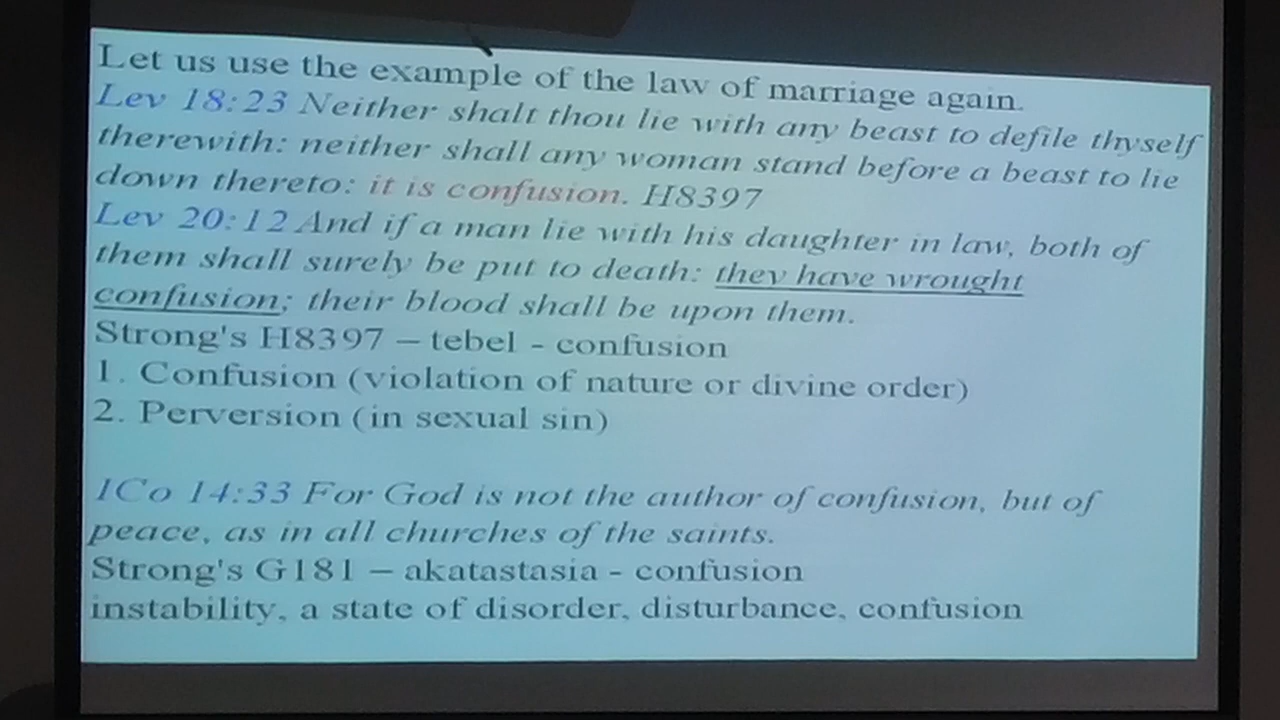 Let us use the example of the law of marriage again.
Lev 18:23 Neither shalt thou lie with any beast to defile thyself
therewith: neither shall any woman stand before a beast to lie
down thereto: it is confusion. H8397
Lev 20:12 And if a man lie with his daughter in law, both of
them shall surely be put to death: they have wrought
confusion; their blood shall be upon them.
Strong's H8397 – tebel - confusion
1. Confusion (violation of nature or divine order)
2. Perversion (in sexual sin)
1Co 14:33 For God is not the author of confusion, but of
peace, as in all churches of the saints.
Strong's G181 – akatastasia - confusion
instability, a state of disorder, disturbance, confusion